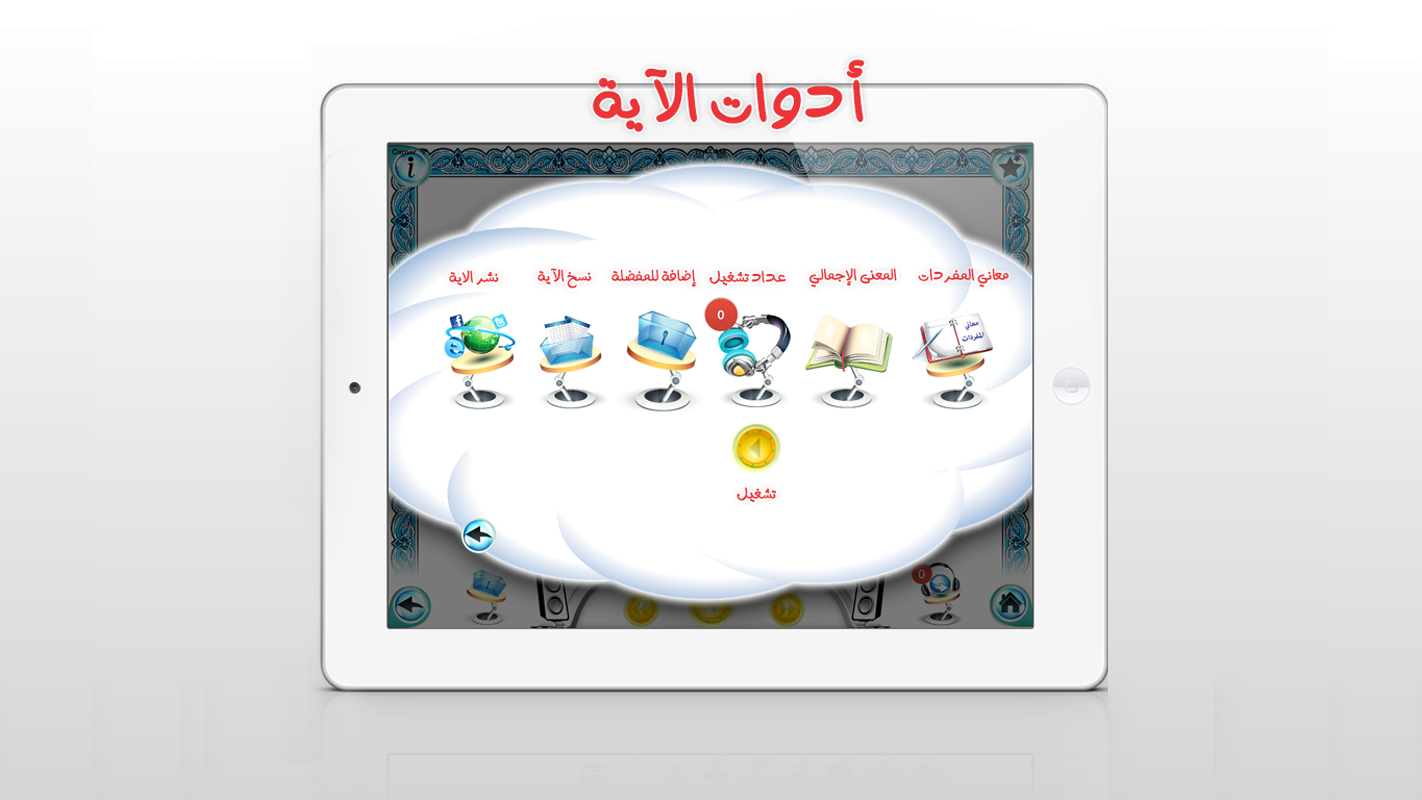 أدوات الآية
معاني المفردات
المعنى الإجمالي
عداد تشغيل
إضافة للمفضلة
نسخ الآية
نشر الاية
0
معاني
المفردات
تشغيل
0